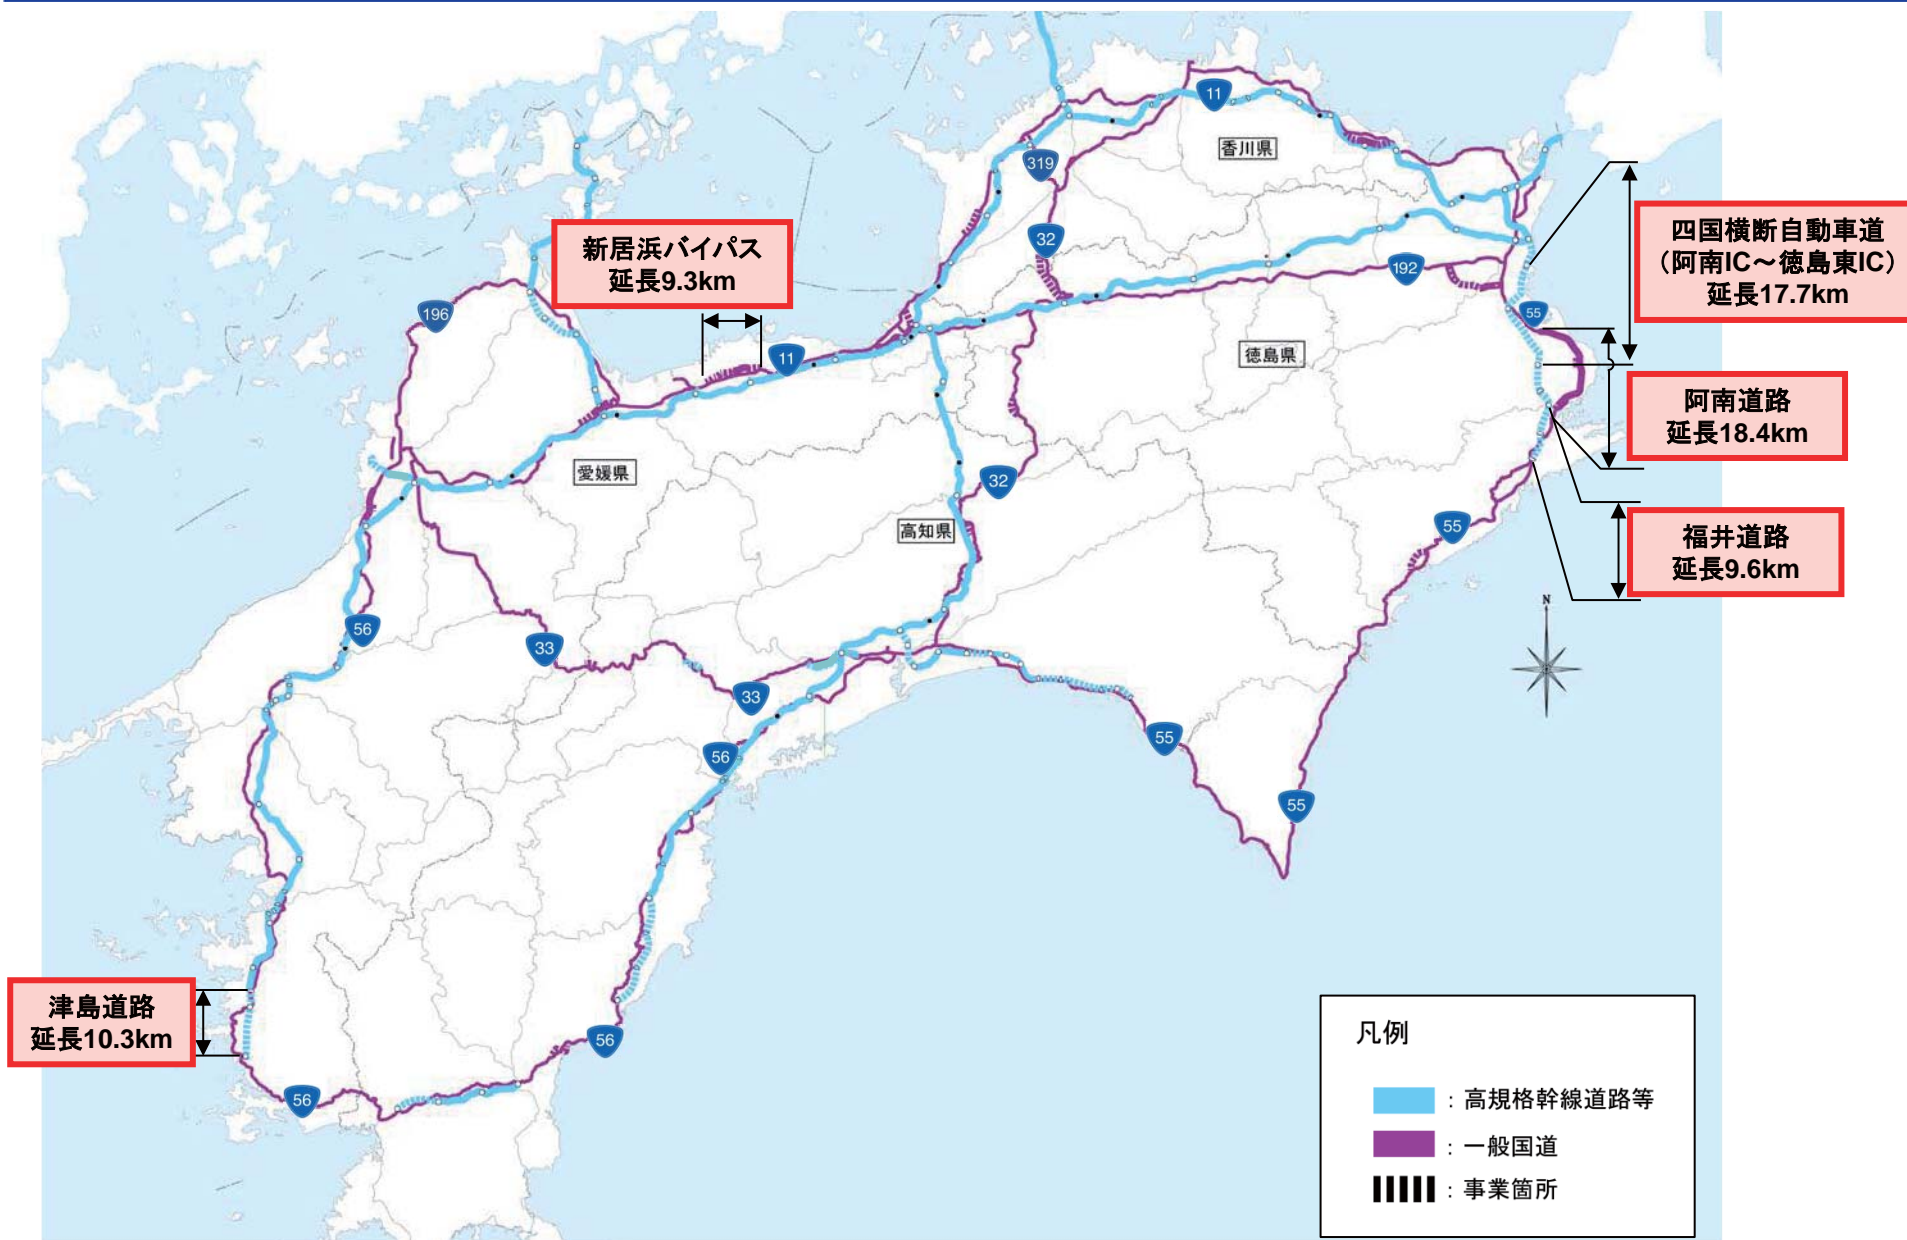 11
香川県
319
四国横断自動車道
（阿南IC～徳島東IC）
延長17.7km
新居浜バイパス
延長9.3km
32
192
196
55
11
徳島県
阿南道路
延長18.4km
愛媛県
32
高知県
55
福井道路
延長9.6km
N
56
33
33
55
56
55
津島道路
延長10.3km
56
56
凡例
：高規格幹線道路等
：一般国道
：事業箇所